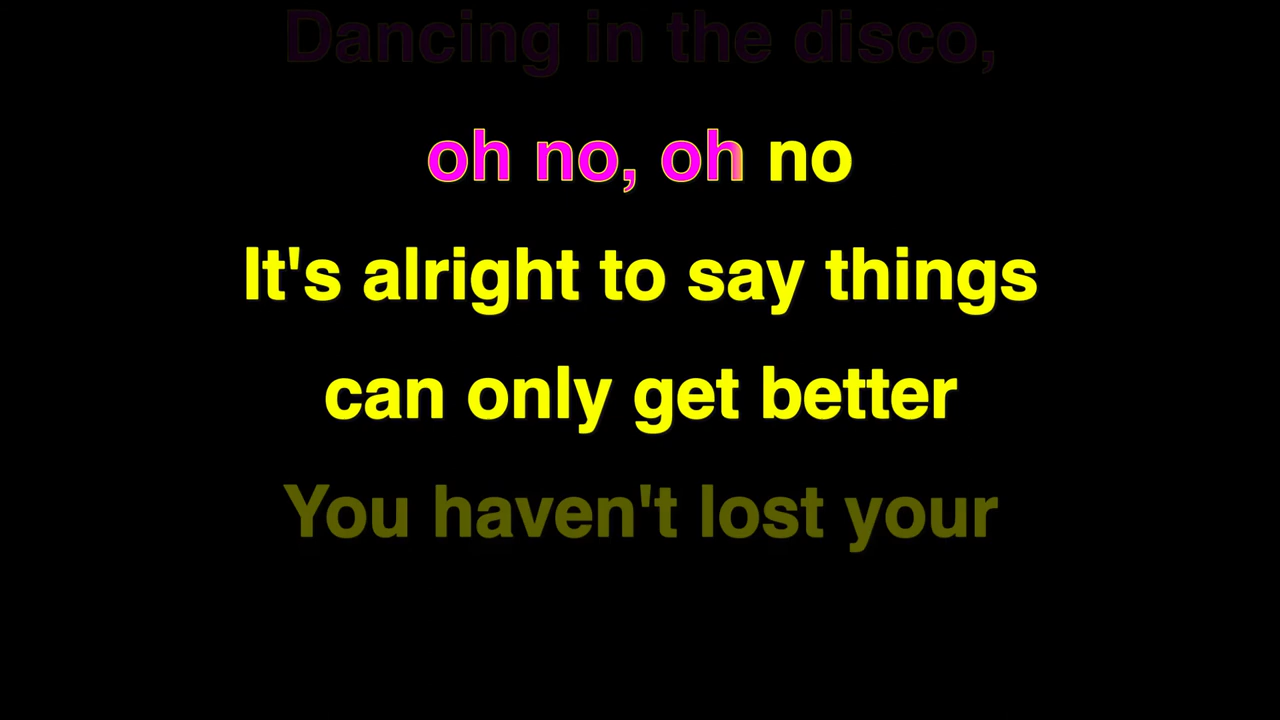 Dancing in the disco,
oh no, oh no
It's alright to say things
can only get better
You haven't lost your